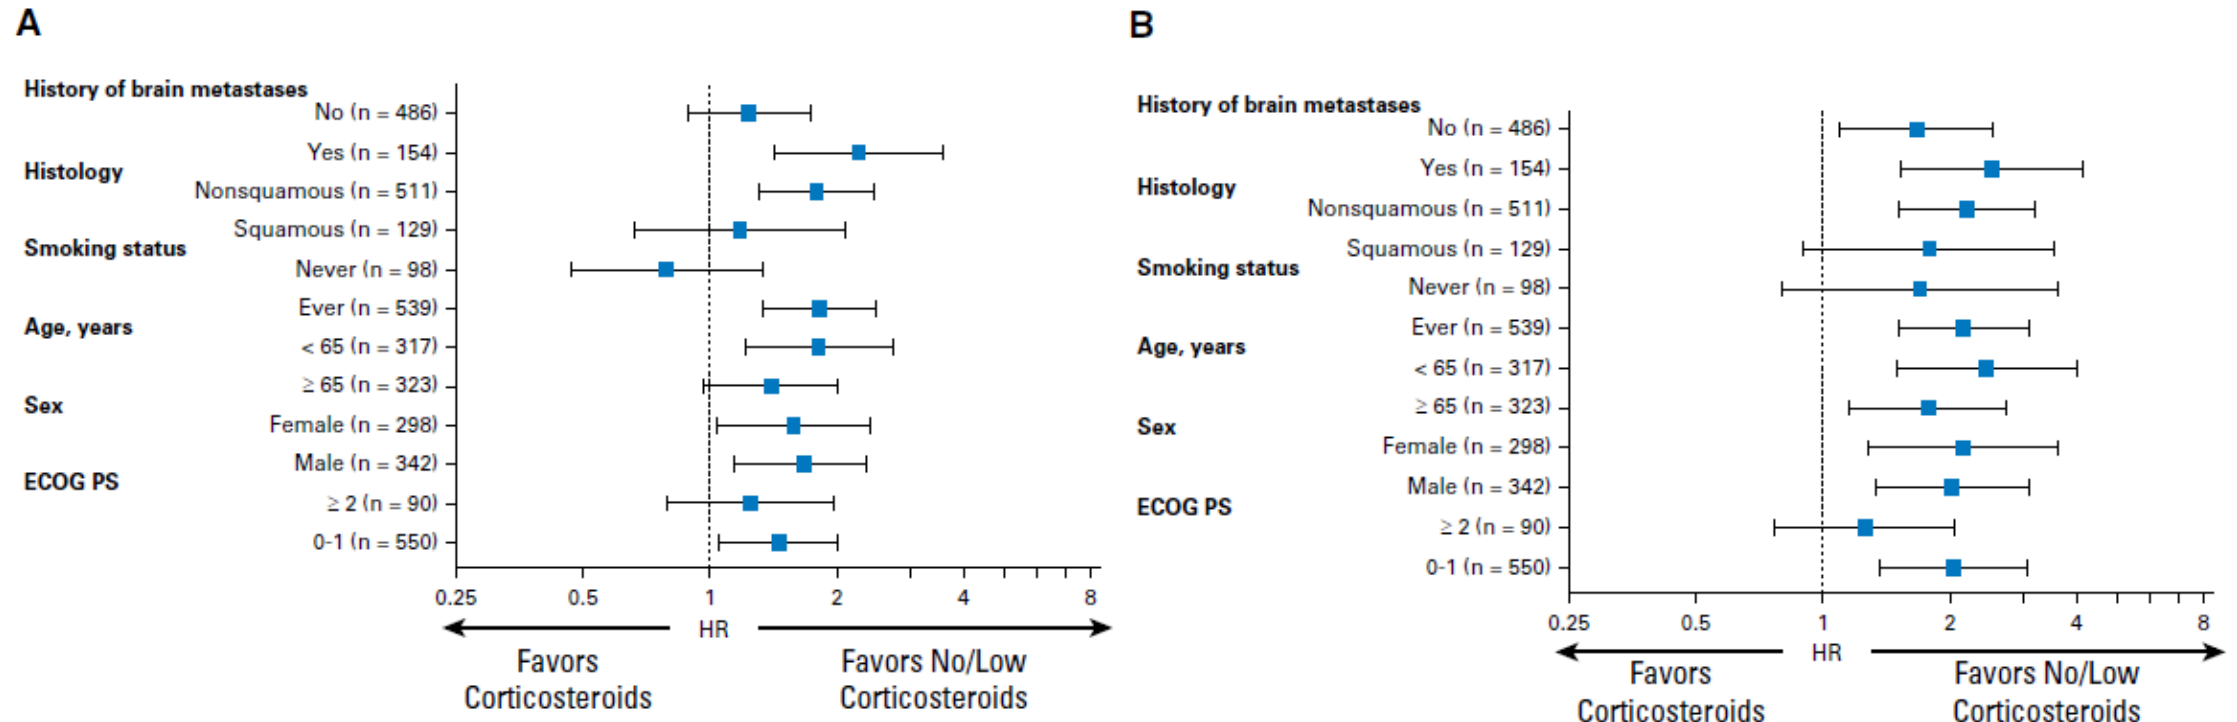 A
History of brain metastases
No (n = 486)
Yes (n = 154)
Histology
Nonsquamous (n = 511)
Squamous (n = 129)
Smoking status
Never (n = 98)
Ever (n = 539)
Age, years
< 65 (n = 317)
≥ 65 (n = 323)
Sex
Female (n = 298)
Male (n = 342)
ECOG PS
≥ 2 (n = 90)
0-1 (n = 550)
0.25 0.5 1 2 4 8
HR
Favors
Corticosteroids
Favors No/Low
Corticosteroids
B
History of brain metastases
No (n = 486)
Yes (n = 154)
Histology
Nonsquamous (n = 511)
Squamous (n = 129)
Smoking status
Never (n = 98)
Ever (n = 539)
Age, years
< 65 (n = 317)
≥ 65 (n = 323)
Sex
Female (n = 298)
Male (n = 342)
ECOG PS
≥ 2 (n = 90)
0-1 (n = 550)
0.25 0.5 1 2 4 8
HR
Favors
Corticosteroids
Favors No/Low
Corticosteroids